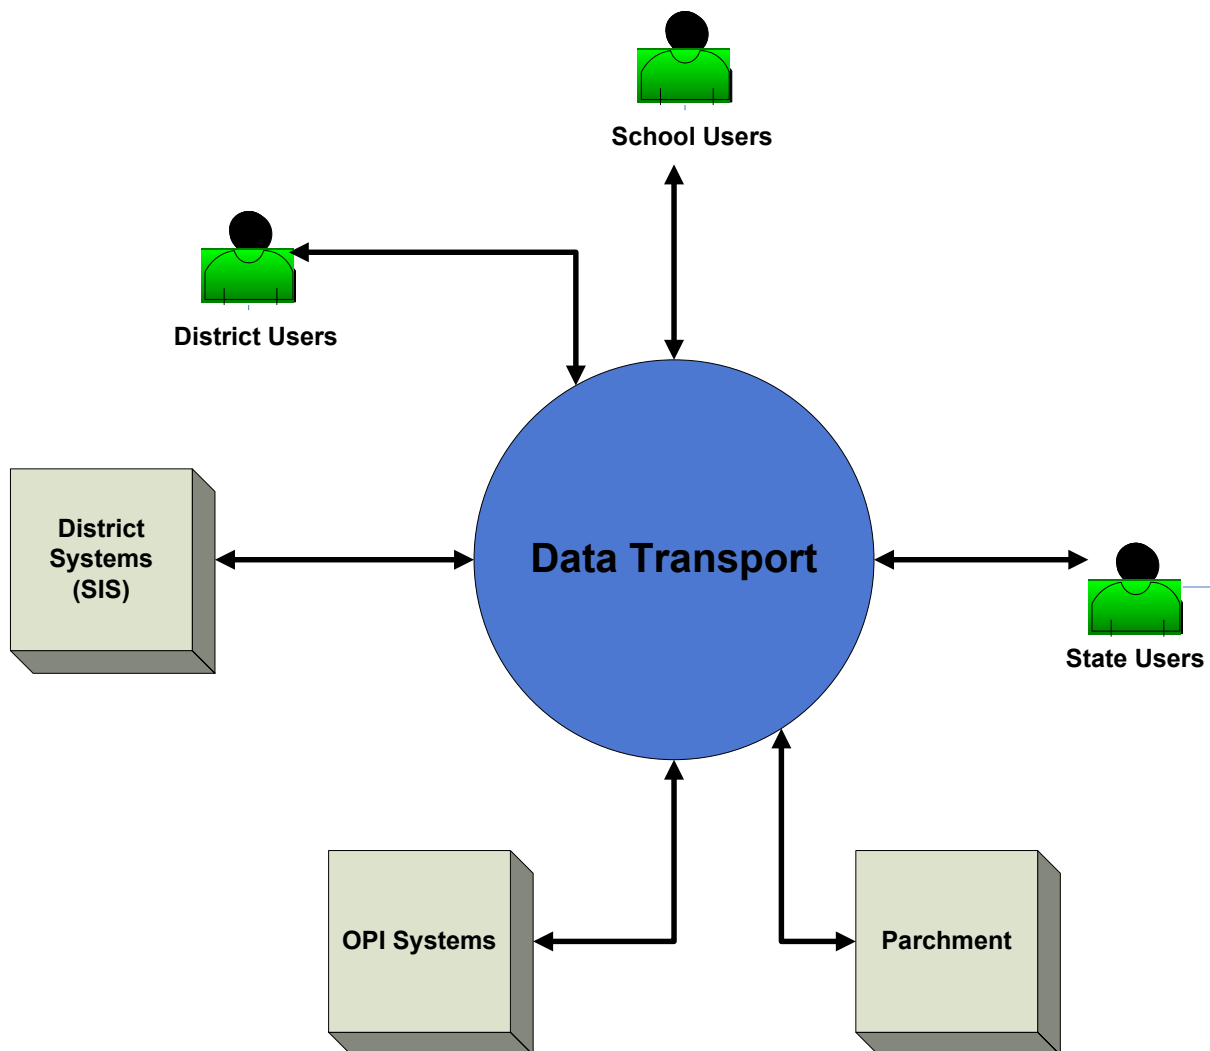 School Users
District Users
District
Systems
(SIS)
Data Transport
State Users
OPI Systems
Parchment